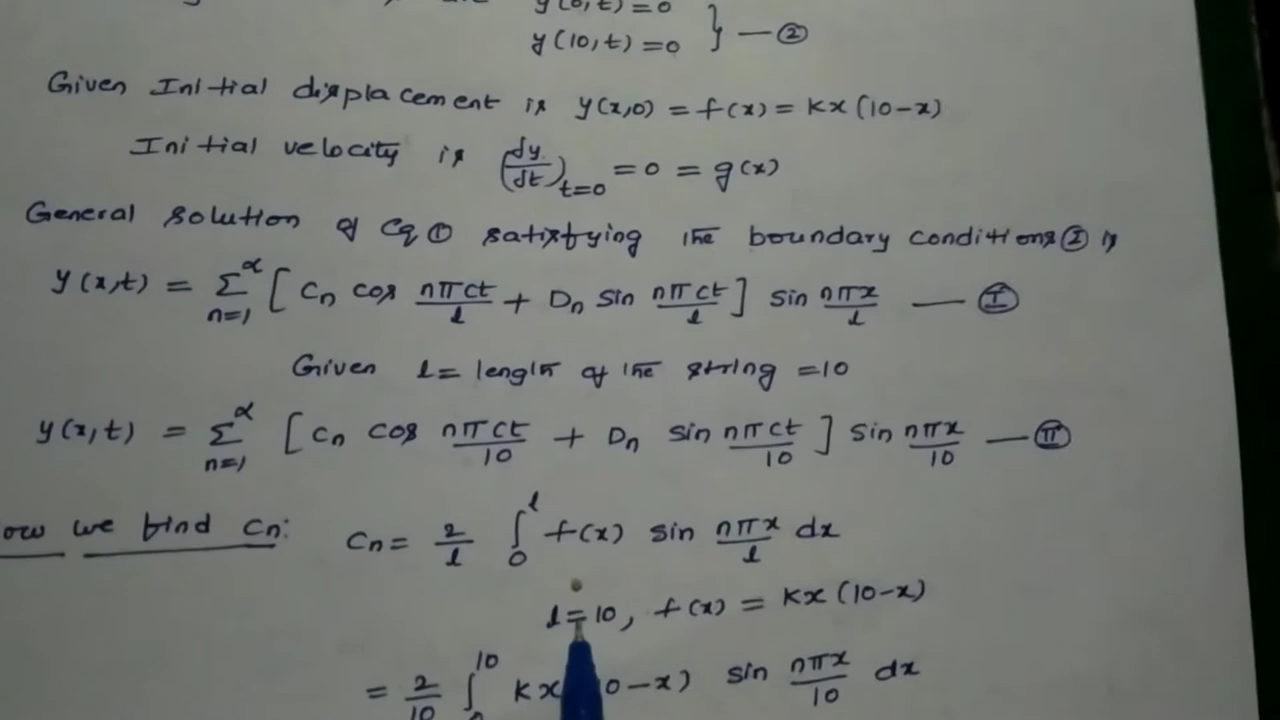 y(0,t) = 0
y(10,t) = 0 } — ②
Given Initial displacement is y(x,0) = f(x) = kx(10-x)
Initial velocity is (dy/dt)t=0 = 0 = g(x)
General solution of Eq ① satisfying the boundary conditions ② is
y(x,t) = Σ_{n=1}^{∝} [ Cn cos nπct/l + Dn sin nπct/l ] sin nπx/l — Ⓘ
Given l = length of the string = 10
y(x,t) = Σ_{n=1}^{∝} [ Cn cos nπct/10 + Dn sin nπct/10 ] sin nπx/10 — Ⓘ︎Ⓘ
ow we find Cn: Cn = 2/l ∫_0^l f(x) sin nπx/l dx
l = 10, f(x) = kx(10-x)
= 2/10 ∫_0^10 kx 0-x) sin nπx/10 dx